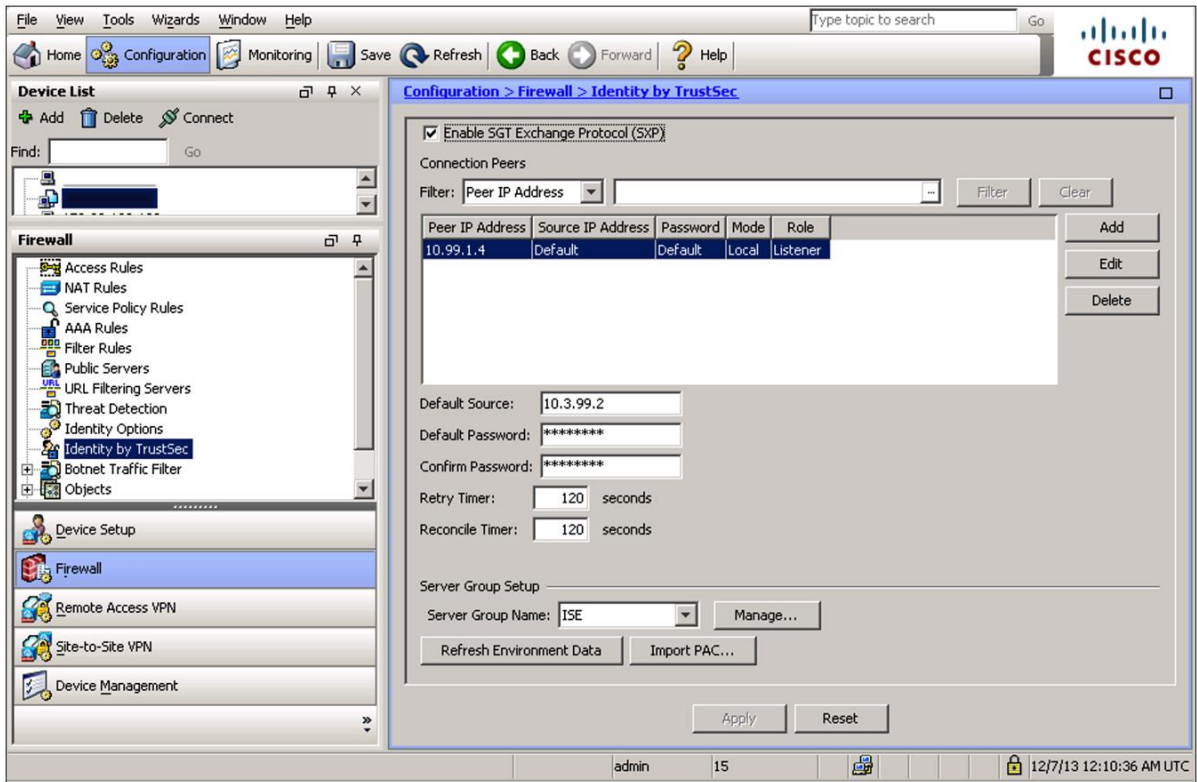 File View Tools Wizards Window Help
Type topic to search Go
Home Configuration Monitoring Save Refresh Back Forward Help
CISCO
Device List
Add Delete Connect
Find: Go
Firewall
Access Rules
NAT Rules
Service Policy Rules
AAA Rules
Filter Rules
Public Servers
URL Filtering Servers
Threat Detection
Identity Options
Identity by TrustSec
Botnet Traffic Filter
Objects
Device Setup
Firewall
Remote Access VPN
Site-to-Site VPN
Device Management
Configuration > Firewall > Identity by TrustSec
Enable SGT Exchange Protocol (SXP)
Connection Peers
Filter: Peer IP Address ... Filter Clear
Peer IP Address Source IP Address Password Mode Role
10.99.1.4 Default Default Local Listener
Add
Edit
Delete
Default Source: 10.3.99.2
Default Password: ********
Confirm Password: ********
Retry Timer: 120 seconds
Reconcile Timer: 120 seconds
Server Group Setup
Server Group Name: ISE Manage...
Refresh Environment Data Import PAC...
Apply Reset
admin 15 12/7/13 12:10:36 AM UTC